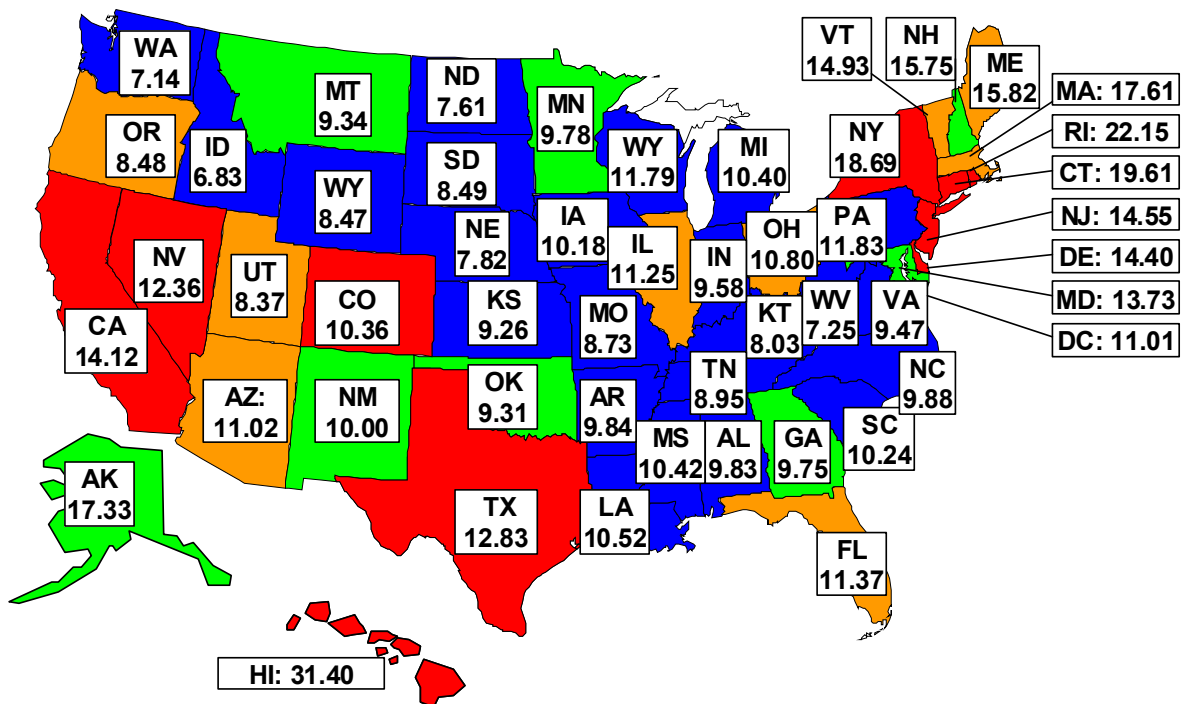 VT
14.93
NH
15.75
ME
15.82
WA
7.14
MT
9.34
ND
7.61
MN
9.78
MA: 17.61
RI: 22.15
CT: 19.61
NJ: 14.55
DE: 14.40
MD: 13.73
DC: 11.01
OR
8.48
ID
6.83
WY
8.47
SD
8.49
WY
11.79
MI
10.40
NY
18.69
NE
7.82
IA
10.18
IL
11.25
IN
9.58
OH
10.80
PA
11.83
NV
12.36
UT
8.37
CO
10.36
KS
9.26
MO
8.73
KT
8.03
WV
7.25
VA
9.47
CA
14.12
AZ:
11.02
NM
10.00
OK
9.31
AR
9.84
TN
8.95
NC
9.88
MS
10.42
AL
9.83
GA
9.75
SC
10.24
AK
17.33
TX
12.83
LA
10.52
FL
11.37
HI: 31.40